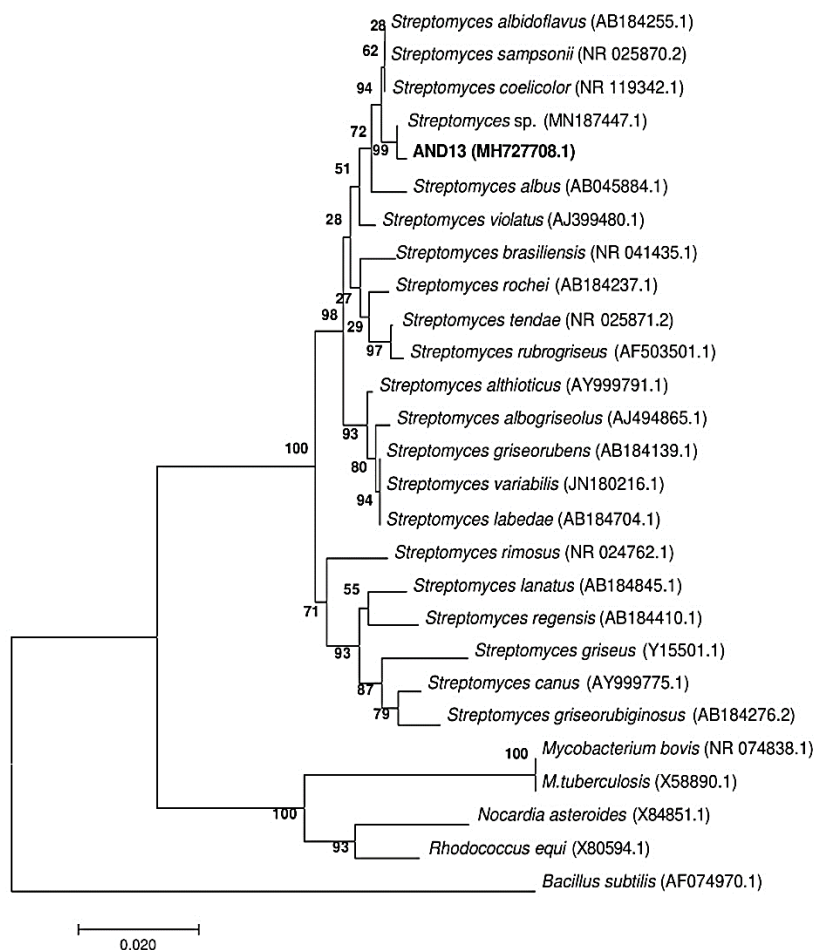 28
Streptomyces albidoflavus (AB184255.1)
62
Streptomyces sampsonii (NR 025870.2)
94
Streptomyces coelicolor (NR 119342.1)
Streptomyces sp. (MN187447.1)
72
99
AND13 (MH727708.1)
51
Streptomyces albus (AB045884.1)
28
Streptomyces violatus (AJ399480.1)
Streptomyces brasiliensis (NR 041435.1)
Streptomyces rochei (AB184237.1)
27
98
29
Streptomyces tendae (NR 025871.2)
97
Streptomyces rubrogriseus (AF503501.1)
Streptomyces althioticus (AY999791.1)
Streptomyces albogriseolus (AJ494865.1)
93
100
Streptomyces griseorubens (AB184139.1)
80
Streptomyces variabilis (JN180216.1)
94
Streptomyces labedae (AB184704.1)
Streptomyces rimosus (NR 024762.1)
55
Streptomyces lanatus (AB184845.1)
71
Streptomyces regensis (AB184410.1)
93
Streptomyces griseus (Y15501.1)
87
Streptomyces canus (AY999775.1)
79
Streptomyces griseorubiginosus (AB184276.2)
100
Mycobacterium bovis (NR 074838.1)
M.tuberculosis (X58890.1)
100
Nocardia asteroides (X84851.1)
93
Rhodococcus equi (X80594.1)
Bacillus subtilis (AF074970.1)
0.020